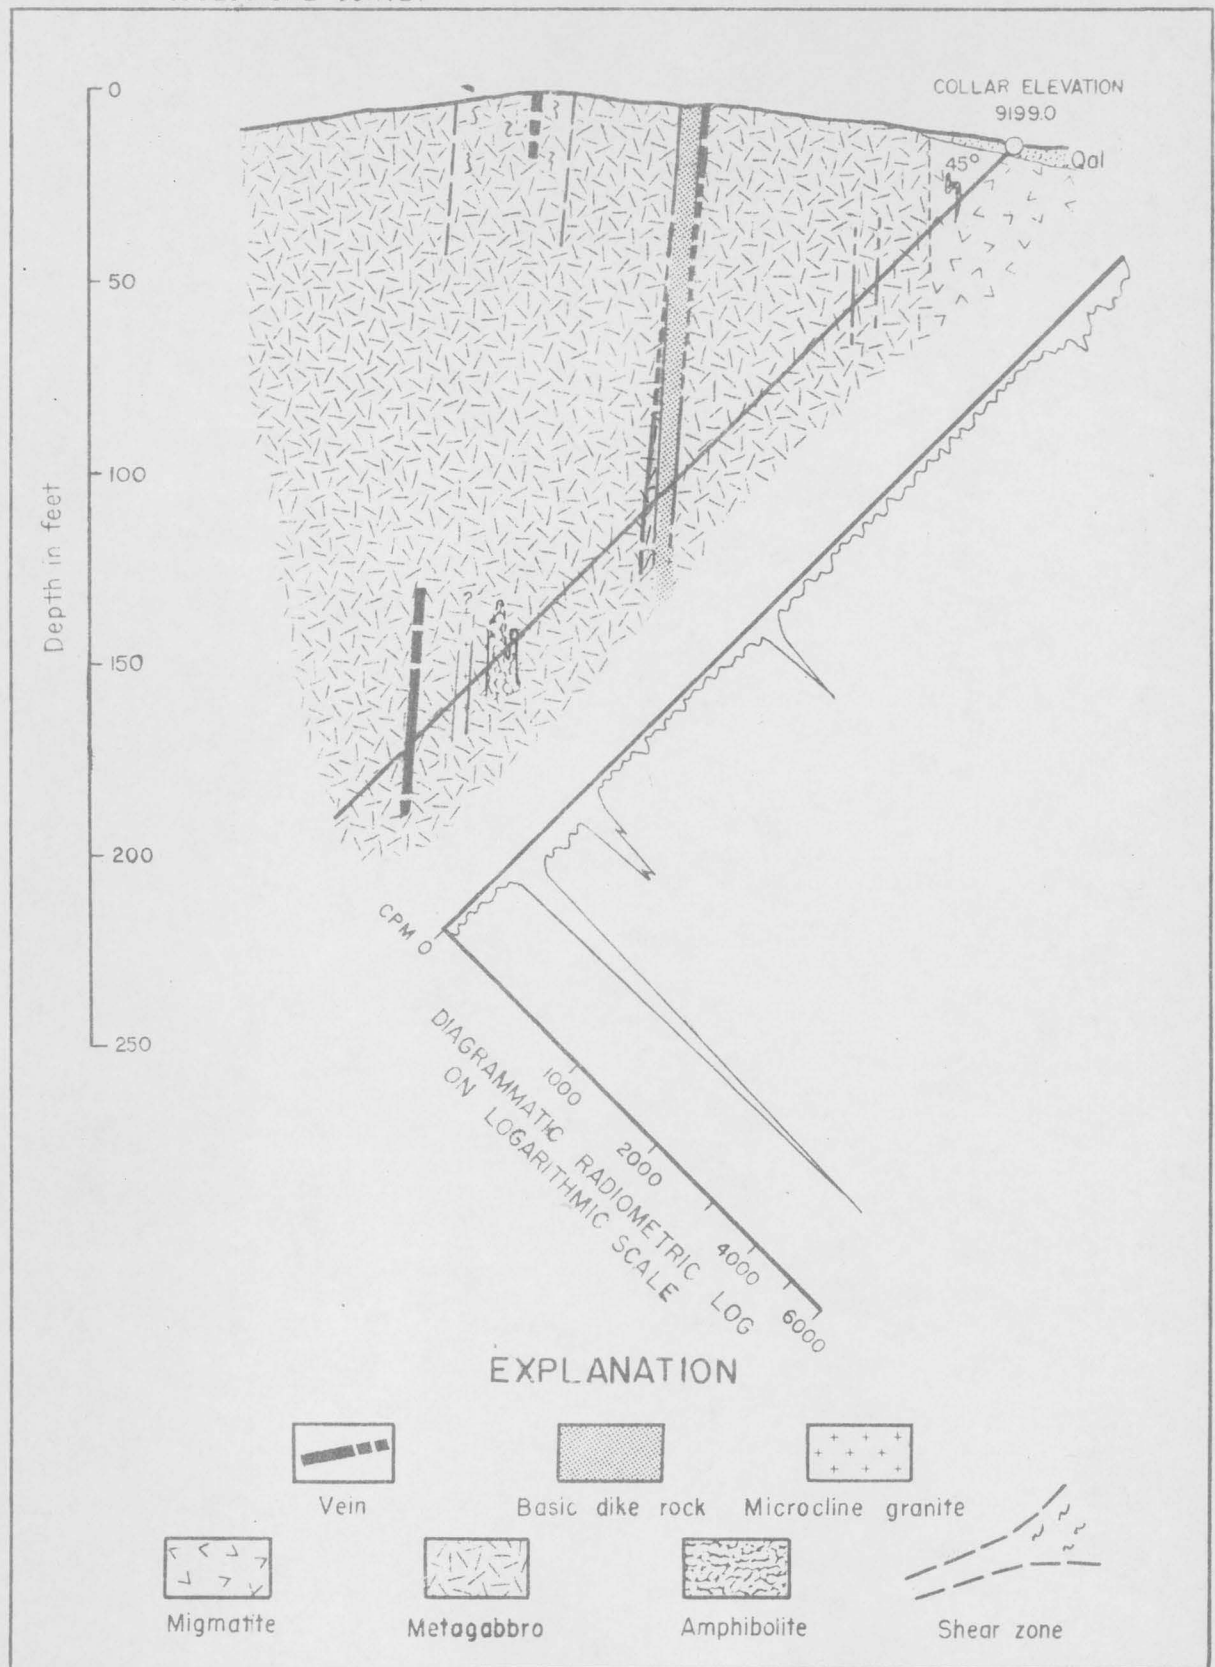 0
COLLAR ELEVATION
9199.0
Qal
45°
50
100
Depth in feet
?
150
200
CPM 0
250
1000
2000
4000
6000
DIAGRAMMATIC RADIOMETRIC LOG
ON LOGARITHMIC SCALE
EXPLANATION
Vein
Basic dike rock
Microcline granite
Migmatite
Metagabbro
Amphibolite
Shear zone